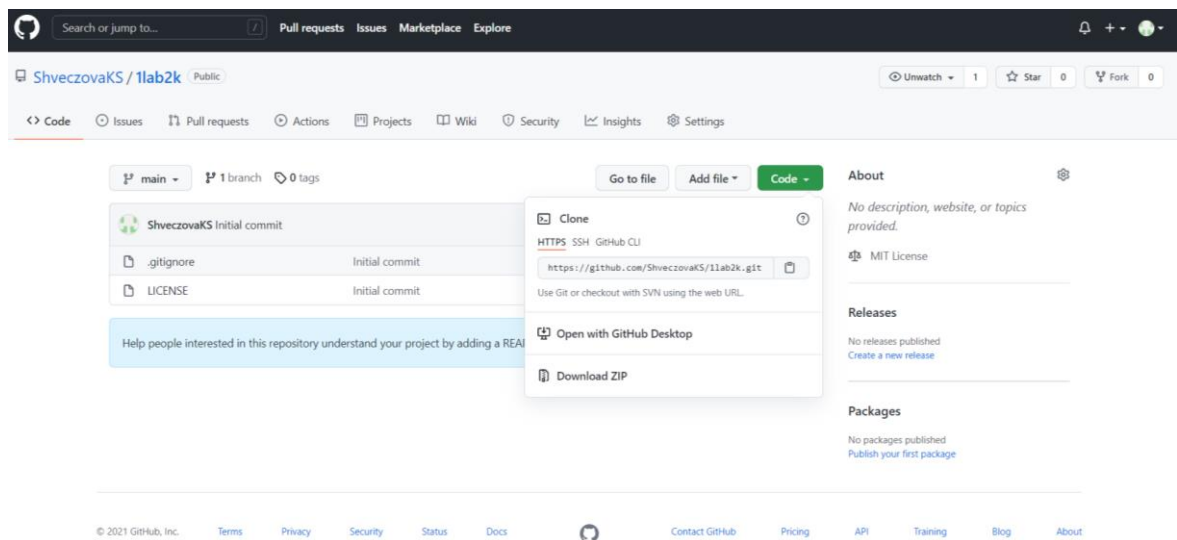 Search or jump to... /
Pull requests Issues Marketplace Explore
ShveczovaKS / 1lab2k Public
Unwatch 1 Star 0 Fork 0
<> Code Issues Pull requests Actions Projects Wiki Security Insights Settings
main 1 branch 0 tags
Go to file Add file Code
ShveczovaKS Initial commit
.gitignore Initial commit
LICENSE Initial commit
Help people interested in this repository understand your project by adding a REA
Clone
HTTPS SSH GitHub CLI
https://github.com/ShveczovaKS/1lab2k.git
Use Git or checkout with SVN using the web URL.
Open with GitHub Desktop
Download ZIP
About
No description, website, or topics
provided.
MIT License
Releases
No releases published
Create a new release
Packages
No packages published
Publish your first package
© 2021 GitHub, Inc. Terms Privacy Security Status Docs Contact GitHub Pricing API Training Blog About